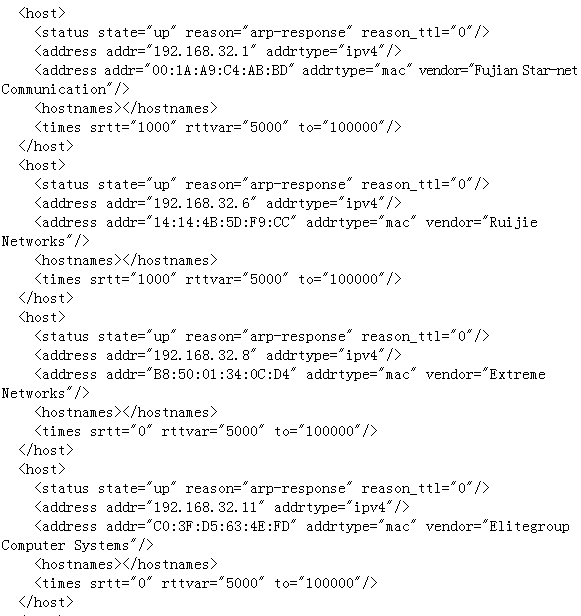 <host>
<status state="up" reason="arp-response" reason_ttl="0"/>
<address addr="192.168.32.1" addrtype="ipv4"/>
<address addr="00:1A:A9:C4:AB:BD" addrtype="mac" vendor="Fujian Star-net
Communication"/>
<hostnames></hostnames>
<times srtt="1000" rttvar="5000" to="100000"/>
</host>
<host>
<status state="up" reason="arp-response" reason_ttl="0"/>
<address addr="192.168.32.6" addrtype="ipv4"/>
<address addr="14:14:4B:5D:F9:CC" addrtype="mac" vendor="Ruijie
Networks"/>
<hostnames></hostnames>
<times srtt="1000" rttvar="5000" to="100000"/>
</host>
<host>
<status state="up" reason="arp-response" reason_ttl="0"/>
<address addr="192.168.32.8" addrtype="ipv4"/>
<address addr="B8:50:01:34:0C:D4" addrtype="mac" vendor="Extreme
Networks"/>
<hostnames></hostnames>
<times srtt="0" rttvar="5000" to="100000"/>
</host>
<host>
<status state="up" reason="arp-response" reason_ttl="0"/>
<address addr="192.168.32.11" addrtype="ipv4"/>
<address addr="C0:3F:D5:63:4E:FD" addrtype="mac" vendor="Elitegroup
Computer Systems"/>
<hostnames></hostnames>
<times srtt="0" rttvar="5000" to="100000"/>
</host>